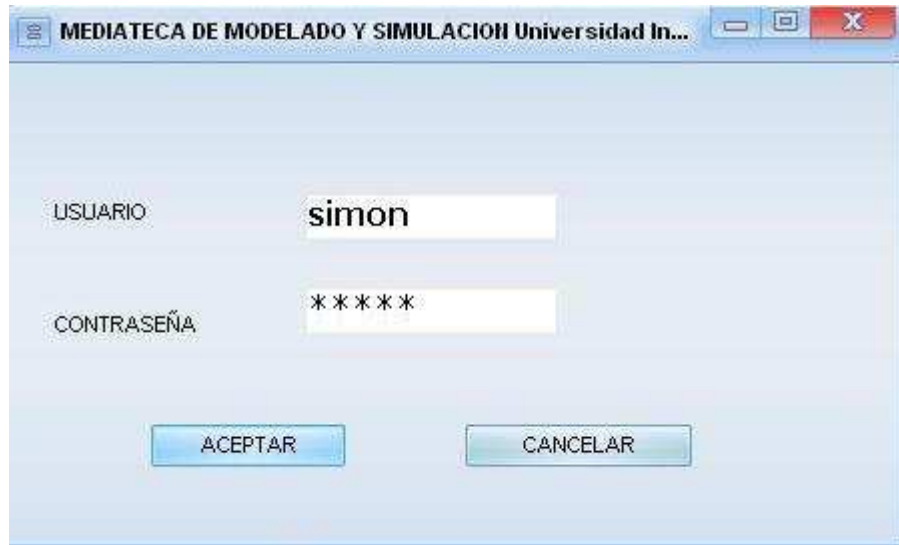 MEDIATECA DE MODELADO Y SIMULACION Universidad In...
USUARIO simon
CONTRASEÑA *****
ACEPTAR CANCELAR